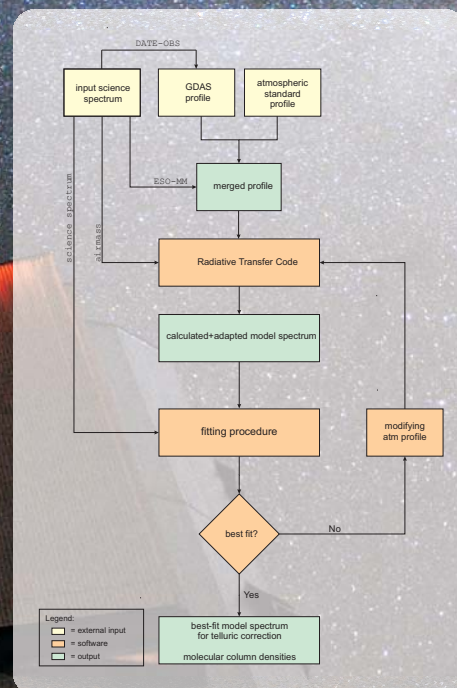 DATE-OBS
input science
spectrum
GDAS
profile
atmospheric
standard
profile
ESO-MM
merged profile
science spectrum
airmass
Radiative Transfer Code
calculated+adapted model spectrum
fitting procedure
modifying
atm profile
best fit?
No
Yes
best-fit model spectrum
for telluric correction
molecular column densities
Legend:
= external input
= software
= output